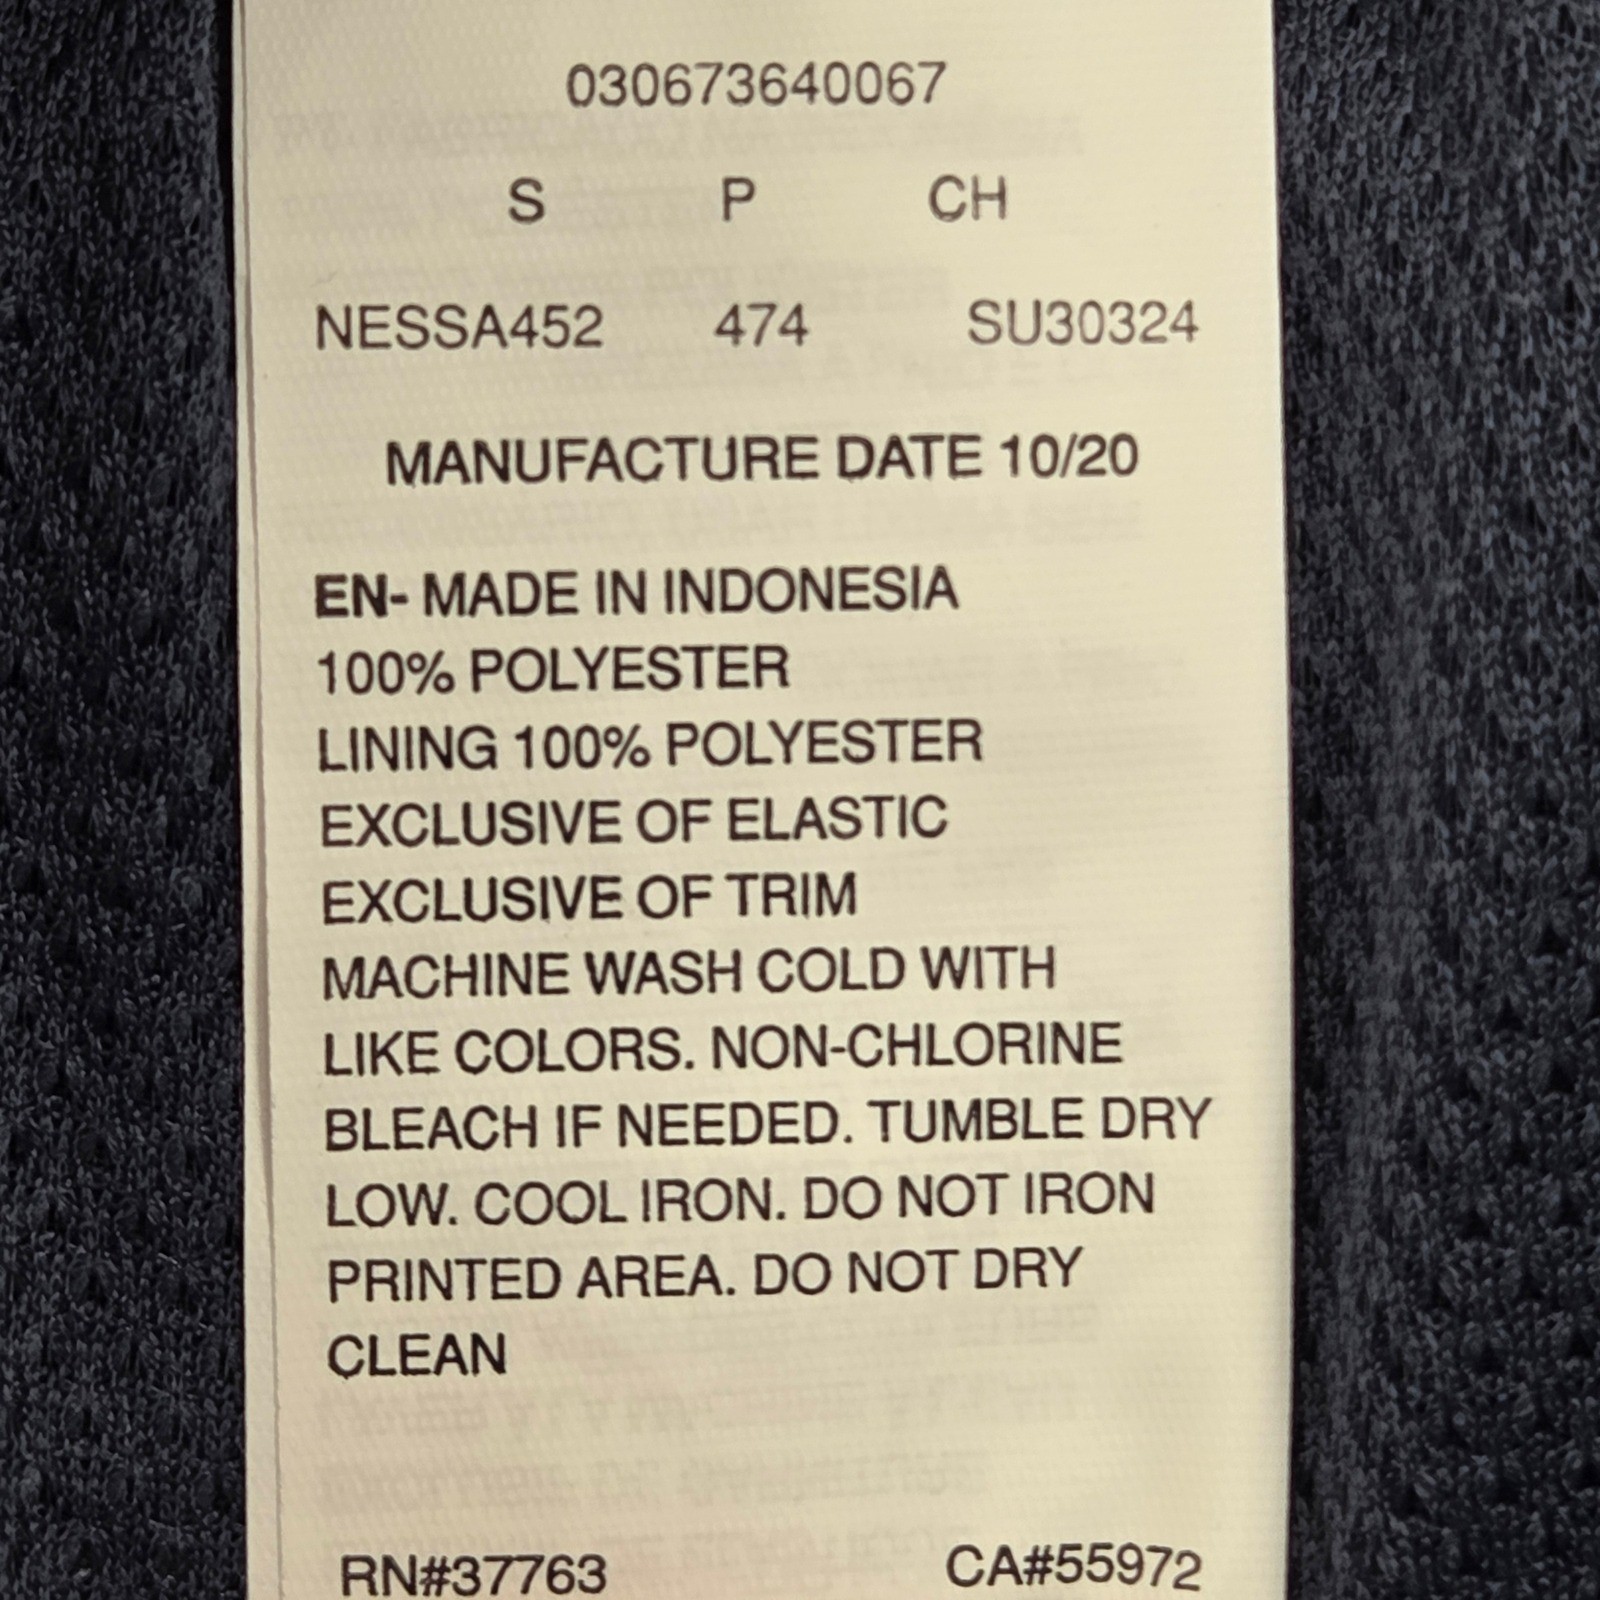 030673640067
S P CH
NESSA452 474 SU30324
MANUFACTURE DATE 10/20
EN- MADE IN INDONESIA
100% POLYESTER
LINING 100% POLYESTER
EXCLUSIVE OF ELASTIC
EXCLUSIVE OF TRIM
MACHINE WASH COLD WITH
LIKE COLORS. NON-CHLORINE
BLEACH IF NEEDED. TUMBLE DRY
LOW. COOL IRON. DO NOT IRON
PRINTED AREA. DO NOT DRY
CLEAN
RN#37763 CA#55972